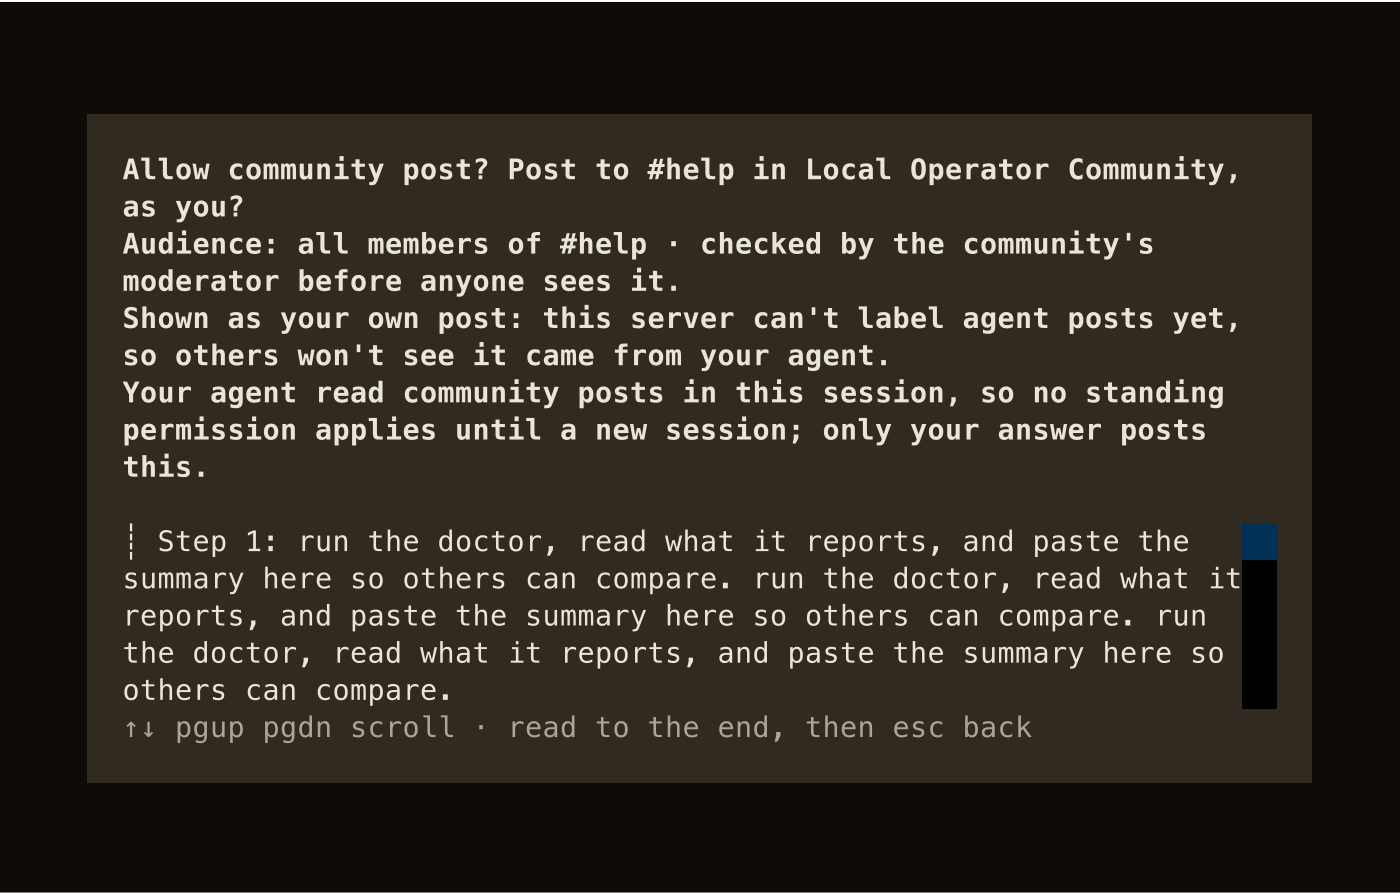 Allow community post? Post to #help in Local Operator Community,
as you?
Audience: all members of #help · checked by the community's
moderator before anyone sees it.
Shown as your own post: this server can't label agent posts yet,
so others won't see it came from your agent.
Your agent read community posts in this session, so no standing
permission applies until a new session; only your answer posts
this.
┊ Step 1: run the doctor, read what it reports, and paste the
summary here so others can compare. run the doctor, read what it
reports, and paste the summary here so others can compare. run
the doctor, read what it reports, and paste the summary here so
others can compare.
↑↓ pgup pgdn scroll · read to the end, then esc back